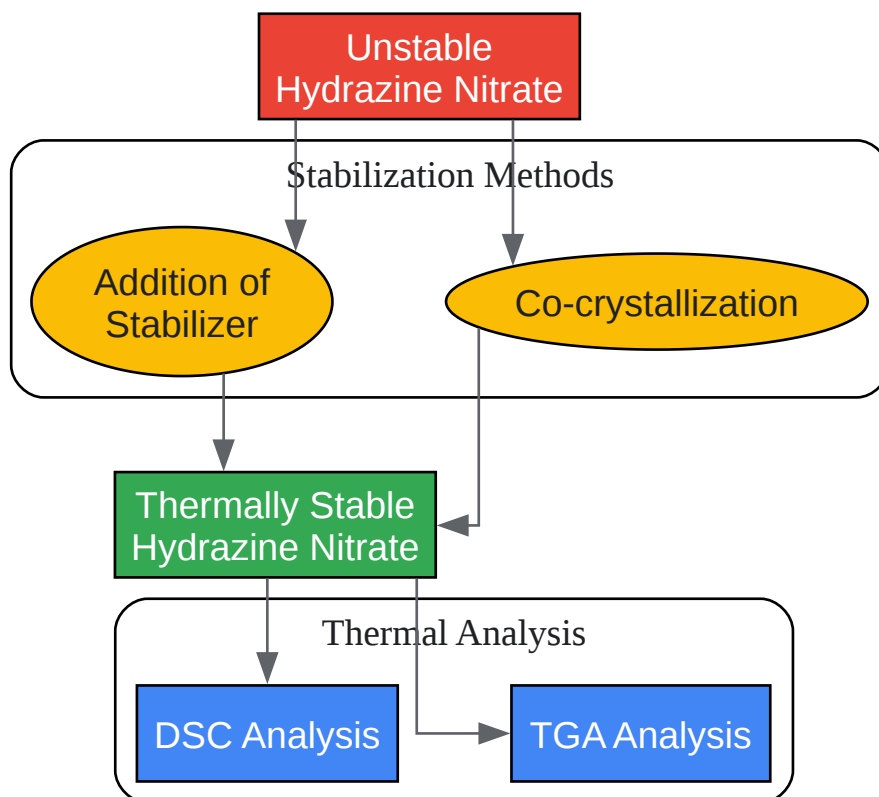 Unstable
Hydrazine Nitrate
Stabilization Methods
Addition of
Stabilizer
Co-crystallization
Thermally Stable
Hydrazine Nitrate
Thermal Analysis
DSC Analysis
TGA Analysis